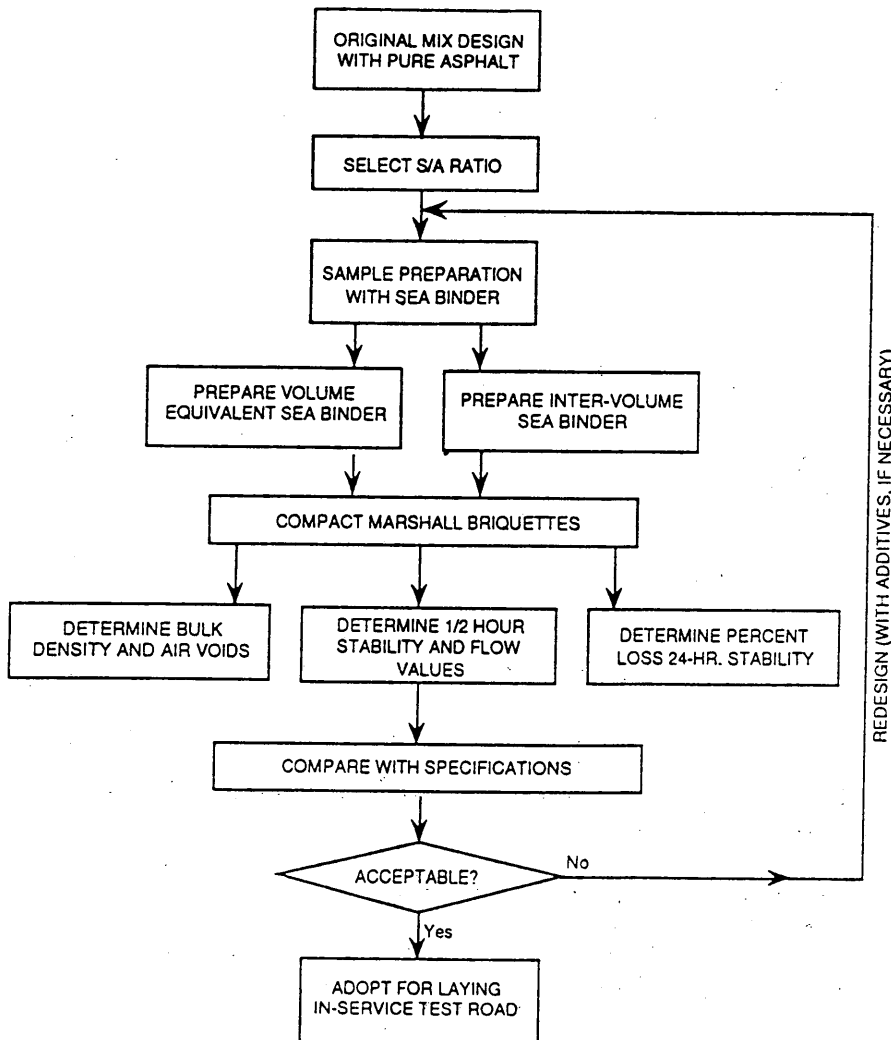 ORIGINAL MIX DESIGN
WITH PURE ASPHALT
SELECT S/A RATIO
SAMPLE PREPARATION
WITH SEA BINDER
PREPARE VOLUME
EQUIVALENT SEA BINDER
PREPARE INTER-VOLUME
SEA BINDER
COMPACT MARSHALL BRIQUETTES
DETERMINE BULK
DENSITY AND AIR VOIDS
DETERMINE 1/2 HOUR
STABILITY AND FLOW
VALUES
DETERMINE PERCENT
LOSS 24-HR. STABILITY
COMPARE WITH SPECIFICATIONS
ACCEPTABLE?
No
Yes
ADOPT FOR LAYING
IN-SERVICE TEST ROAD
REDESIGN (WITH ADDITIVES, IF NECESSARY)